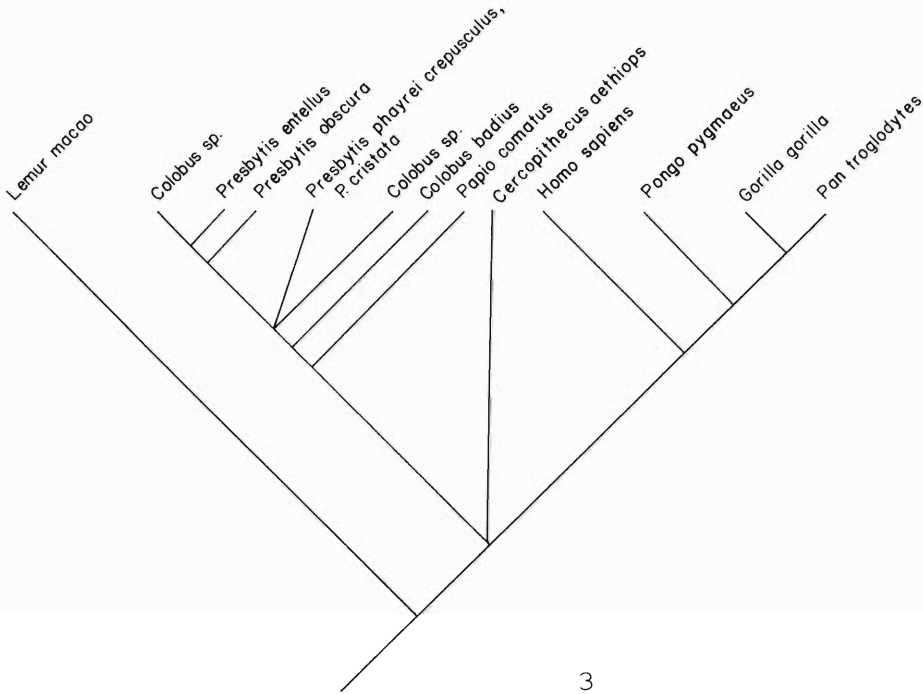 Lemur macao
Colobus sp.
Presbytis entellus
Presbytis obscura
Presbytis phayrei crepusculus,
P. cristata
Colobus sp.
Colobus badius
Papio comatus
Cercopithecus aethiops
Homo sapiens
Pongo pygmaeus
Gorilla gorilla
Pan troglodytes
3